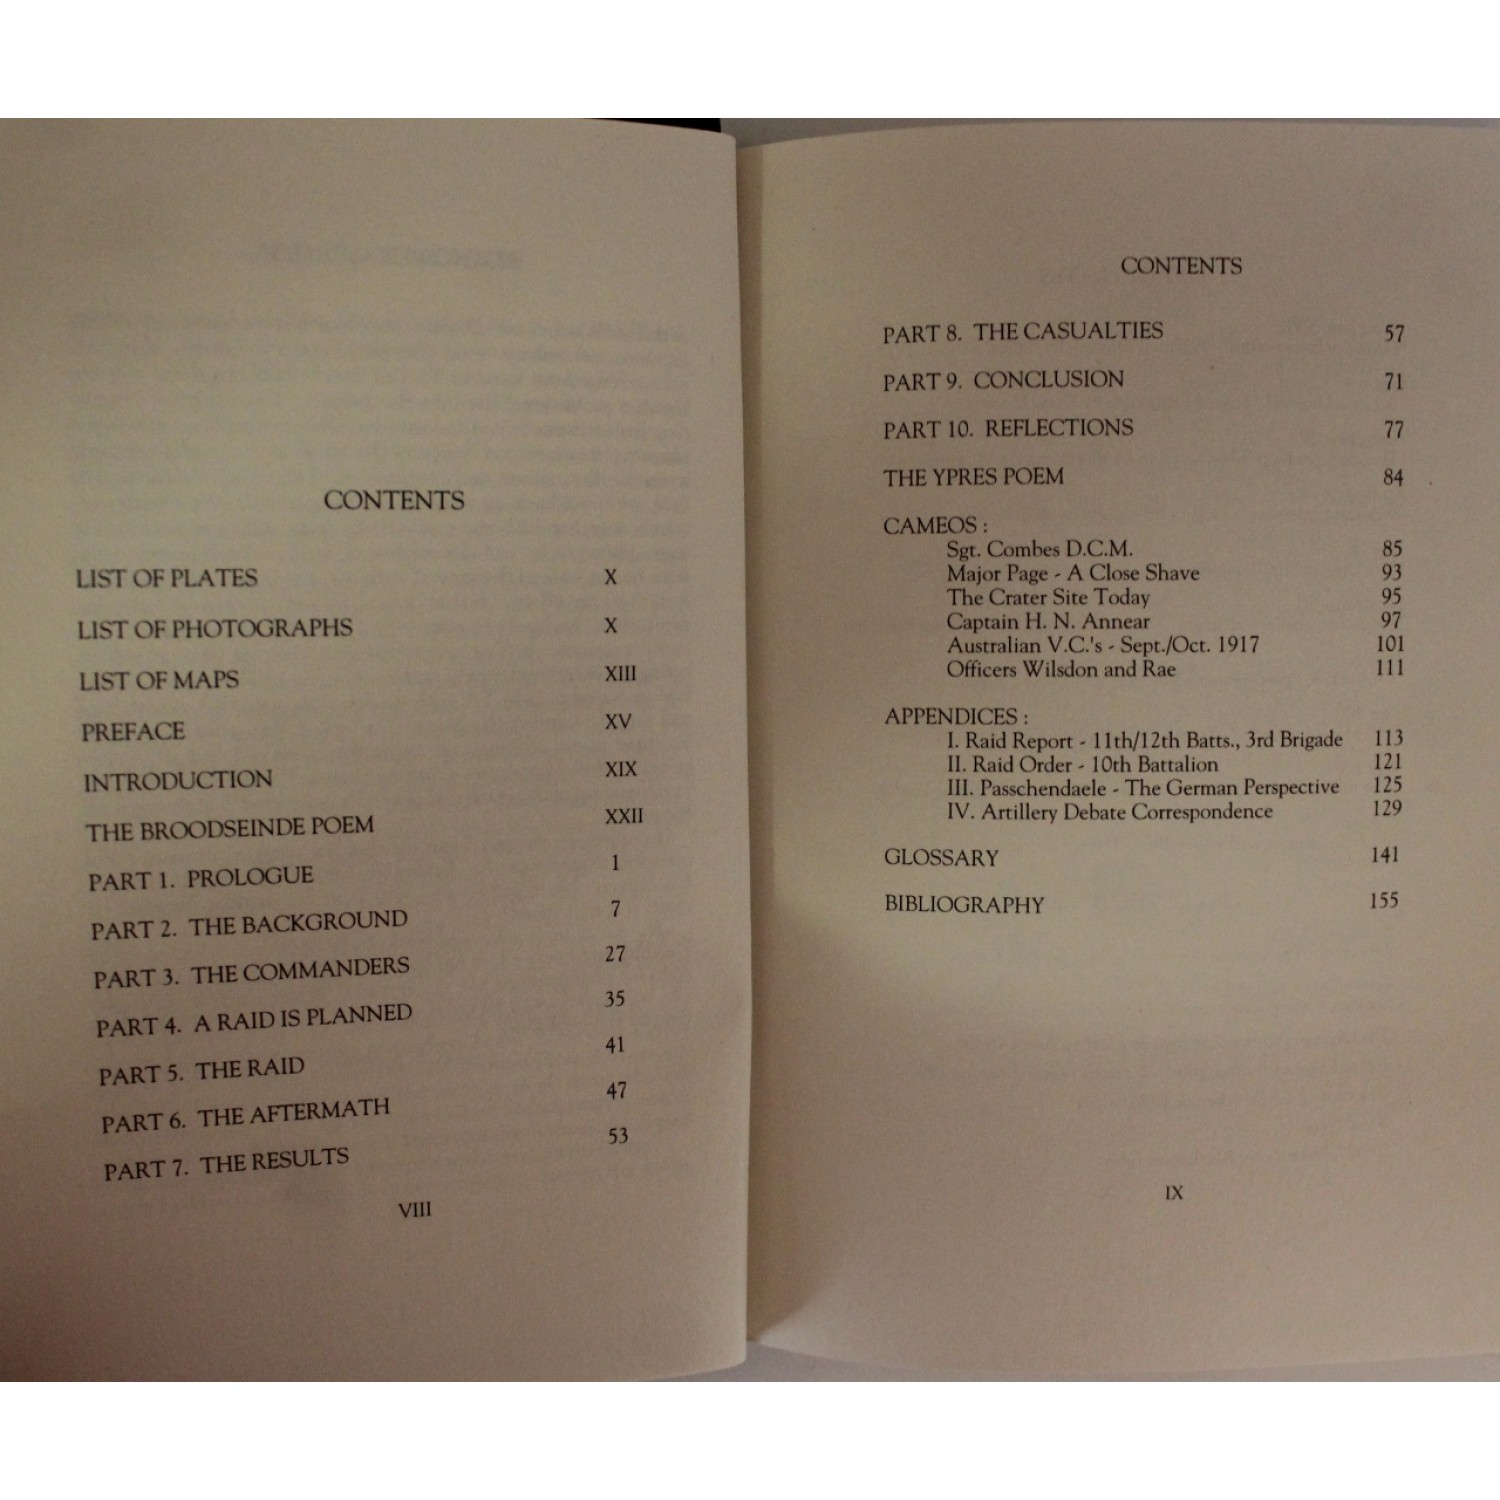 CONTENTS
LIST OF PLATES X
LIST OF PHOTOGRAPHS X
LIST OF MAPS XIII
PREFACE XV
INTRODUCTION XIX
THE BROODSEINDE POEM XXII
PART 1. PROLOGUE 1
PART 2. THE BACKGROUND 7
PART 3. THE COMMANDERS 27
PART 4. A RAID IS PLANNED 35
PART 5. THE RAID 41
PART 6. THE AFTERMATH 47
PART 7. THE RESULTS 53
VIII
CONTENTS
PART 8. THE CASUALTIES 57
PART 9. CONCLUSION 71
PART 10. REFLECTIONS 77
THE YPRES POEM 84
CAMEOS :
Sgt. Combes D.C.M. 85
Major Page - A Close Shave 93
The Crater Site Today 95
Captain H. N. Annear 97
Australian V.C.'s - Sept./Oct. 1917 101
Officers Wilsdon and Rae 111
APPENDICES :
I. Raid Report - 11th/12th Batts., 3rd Brigade 113
II. Raid Order - 10th Battalion 121
III. Passchendaele - The German Perspective 125
IV. Artillery Debate Correspondence 129
GLOSSARY 141
BIBLIOGRAPHY 155
IX